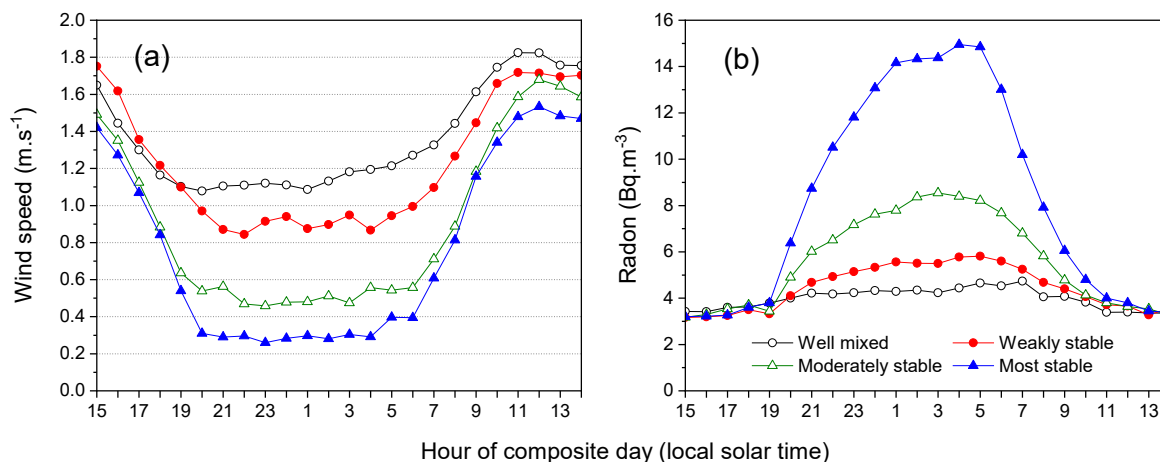 (a)
Wind speed (m.s⁻¹)
2.0
1.8
1.6
1.4
1.2
1.0
0.8
0.6
0.4
0.2
0.0
15 17 19 21 23 1 3 5 7 9 11 13
(b)
Radon (Bq.m⁻³)
16
14
12
10
8
6
4
2
0
Well mixed Weakly stable
Moderately stable Most stable
15 17 19 21 23 1 3 5 7 9 11 13
Hour of composite day (local solar time)